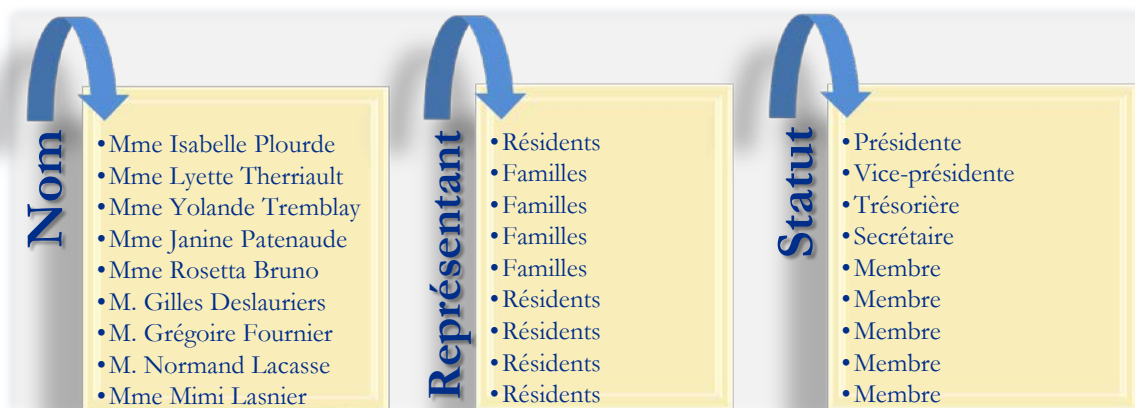 Nom
• Mme Isabelle Plourde
• Mme Lyette Therriault
• Mme Yolande Tremblay
• Mme Janine Patenaude
• Mme Rosetta Bruno
• M. Gilles Deslauriers
• M. Grégoire Fournier
• M. Normand Lacasse
• Mme Mimi Lasnier
Représentant
• Résidents
• Familles
• Familles
• Familles
• Familles
• Résidents
• Résidents
• Résidents
• Résidents
Statut
• Présidente
• Vice-présidente
• Trésorière
• Secrétaire
• Membre
• Membre
• Membre
• Membre
• Membre